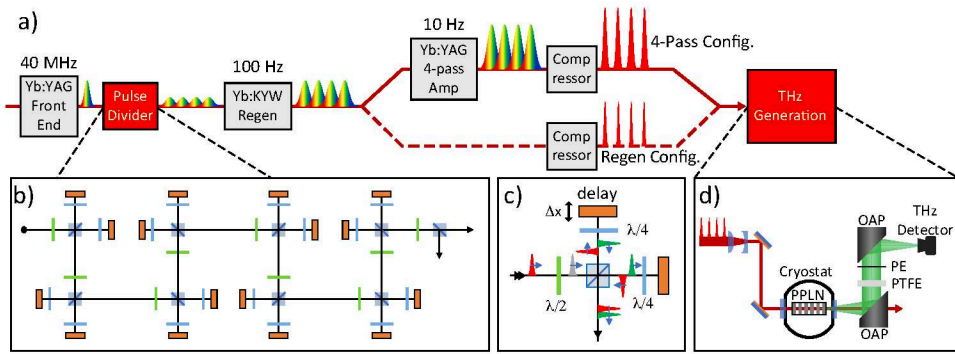 a)
40 MHz
Yb:YAG
Front
End
Pulse
Divider
100 Hz
Yb:KYW
Regen
10 Hz
Yb:YAG
4-pass
Amp
Comp
ressor
4-Pass Config.
Comp
ressor
Regen Config.
THz
Generation
b)
c)
delay
Δx
λ/4
λ/2
λ/4
d)
OAP
THz
Detector
PE
PTFE
Cryostat
PPLN
OAP